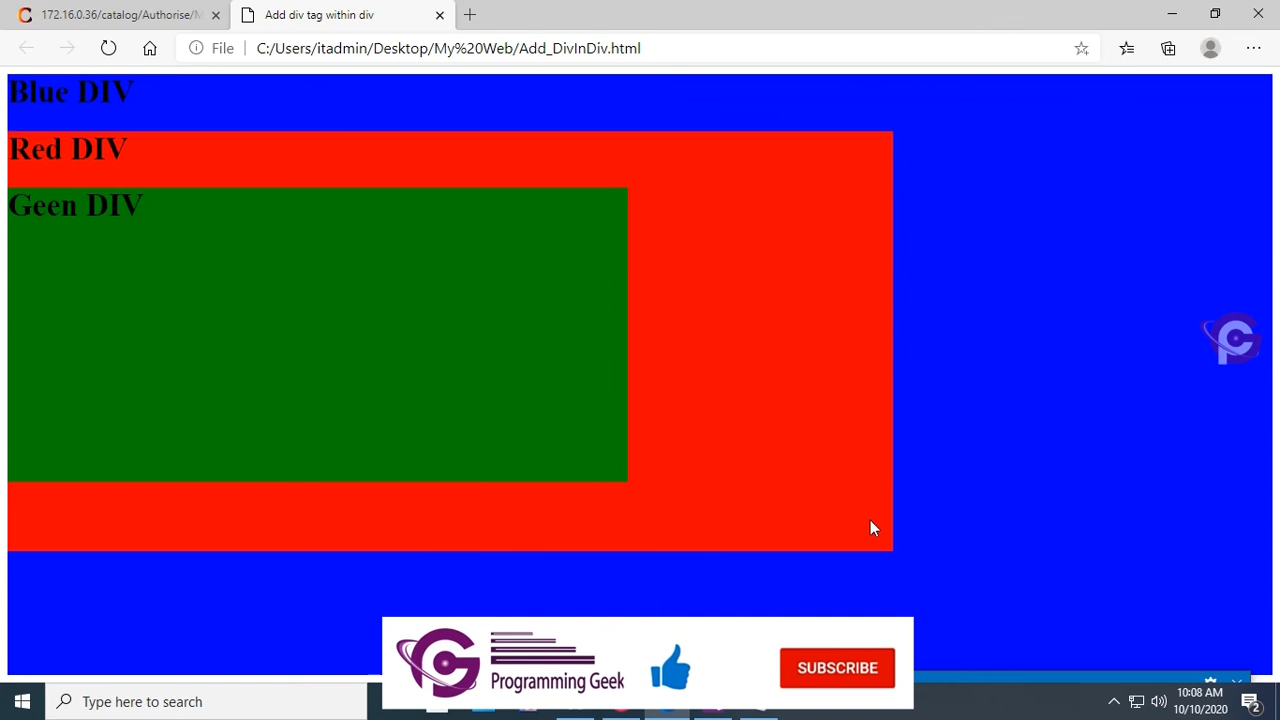 172.16.0.36/catalog/Authorise/M
Add div tag within div
File
C:/Users/itadmin/Desktop/My%20Web/Add_DivInDiv.html
Blue DIV
Red DIV
Geen DIV
Programming Geek
SUBSCRIBE
Type here to search
10:08 AM
10/10/2020
2